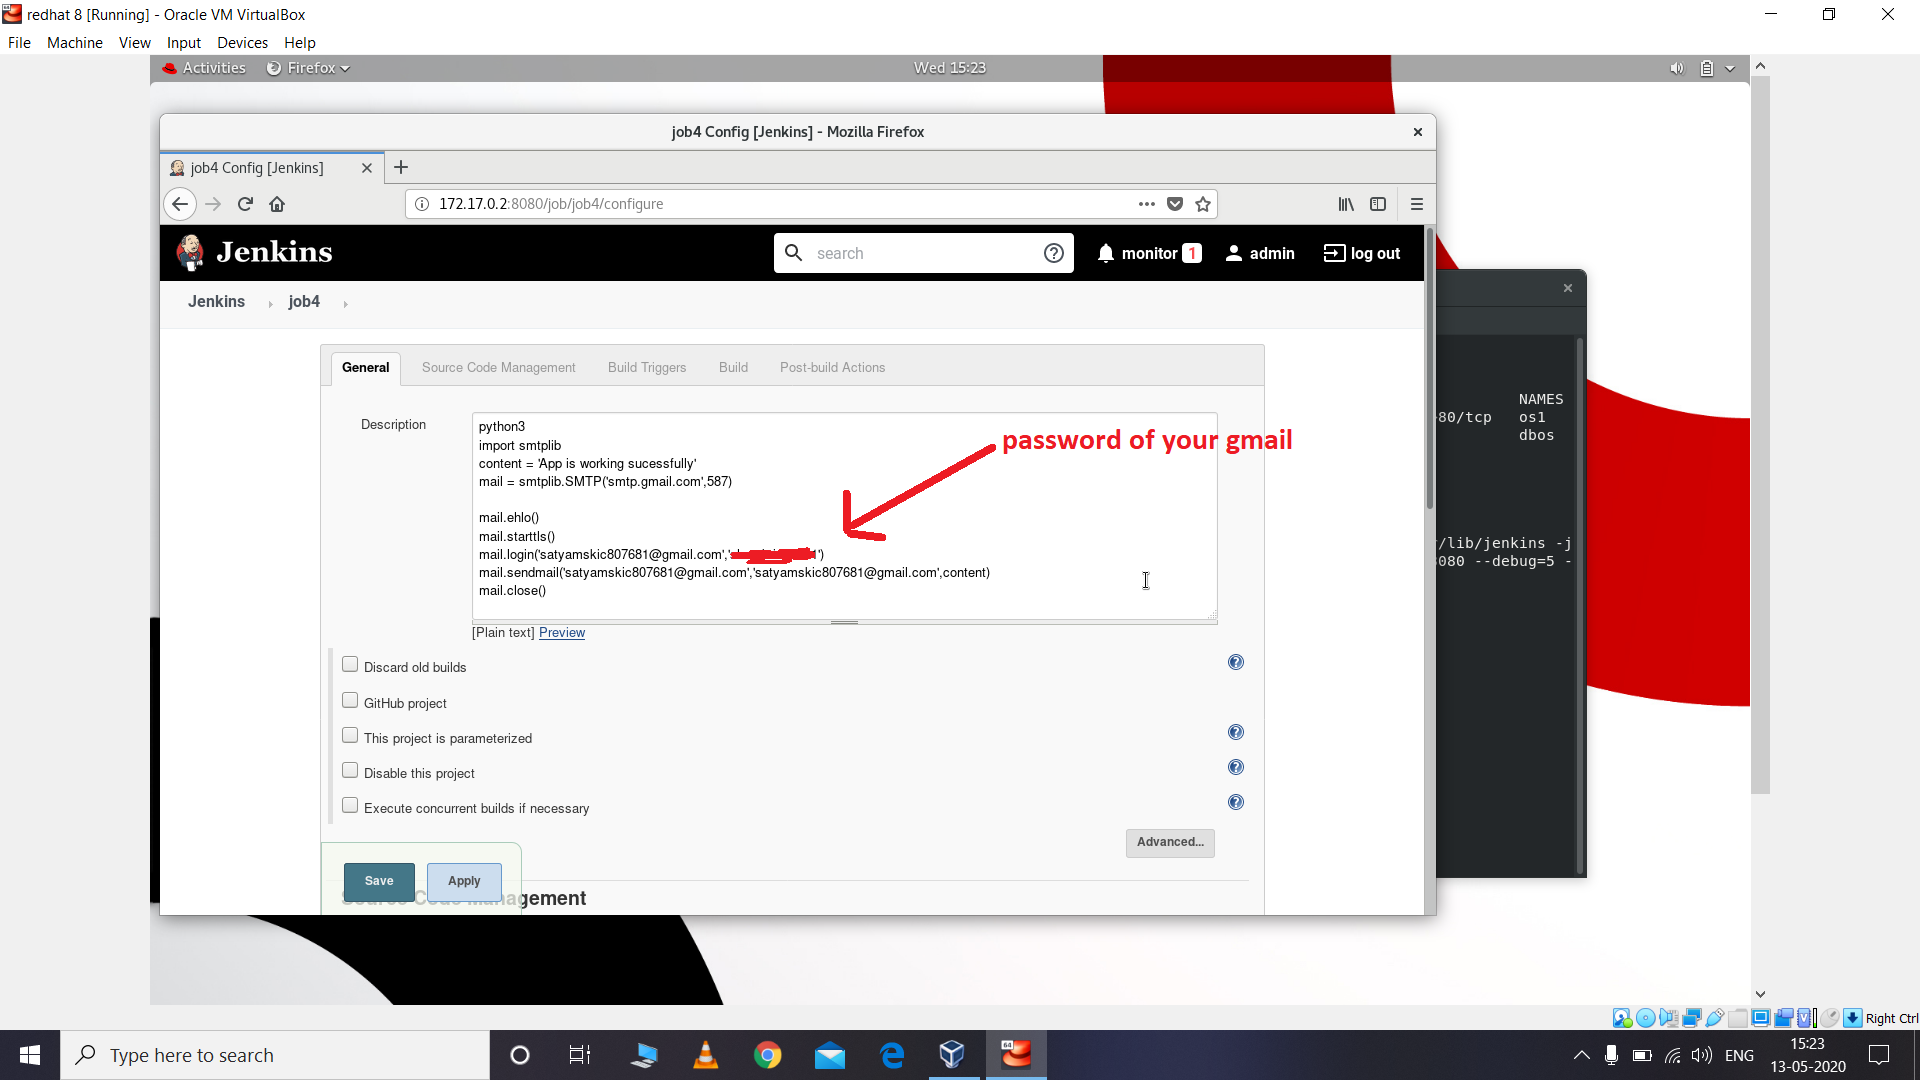 redhat 8 [Running] - Oracle VM VirtualBox
File Machine View Input Devices Help
Activities Firefox Wed 15:23
job4 Config [Jenkins] - Mozilla Firefox
job4 Config [Jenkins]
172.17.0.2:8080/job/job4/configure
Jenkins search monitor 1 admin log out
Jenkins job4
General Source Code Management Build Triggers Build Post-build Actions
Description
python3
import smtplib
content = 'App is working sucessfully'
mail = smtplib.SMTP('smtp.gmail.com',587)
mail.ehlo()
mail.starttls()
mail.login('satyamskic807681@gmail.com',' ')
mail.sendmail('satyamskic807681@gmail.com','satyamskic807681@gmail.com',content)
mail.close()
password of your gmail
[Plain text] Preview
Discard old builds
GitHub project
This project is parameterized
Disable this project
Execute concurrent builds if necessary
Advanced...
Save Apply
Source Code Management
NAMES
80/tcp os1
dbos
/lib/jenkins -j
8080 --debug=5 -
Right Ctrl
Type here to search
64
ENG
15:23
13-05-2020